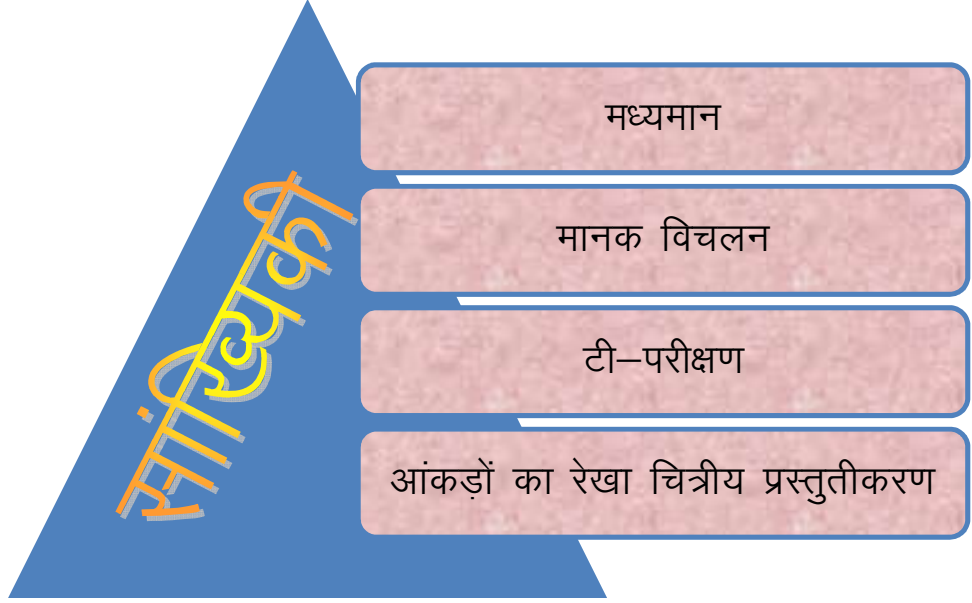 सांख्यिकी
मध्यमान
मानक विचलन
टी–परीक्षण
आंकड़ों का रेखा चित्रीय प्रस्तुतीकरण